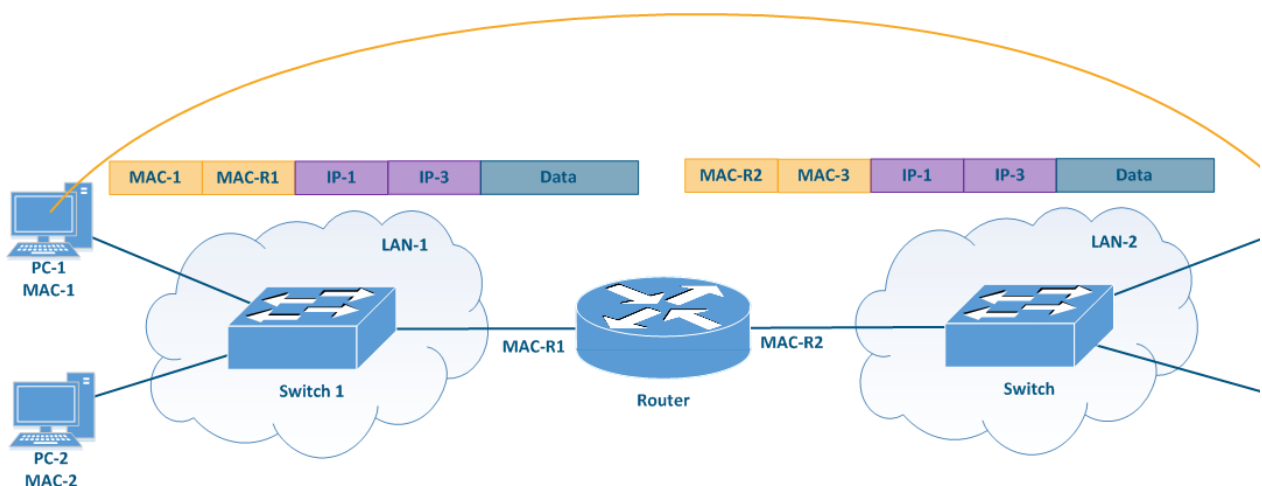 MAC-1 MAC-R1 IP-1 IP-3 Data
MAC-R2 MAC-3 IP-1 IP-3 Data
LAN-1
LAN-2
PC-1
MAC-1
MAC-R1
MAC-R2
Switch 1
Router
Switch
PC-2
MAC-2